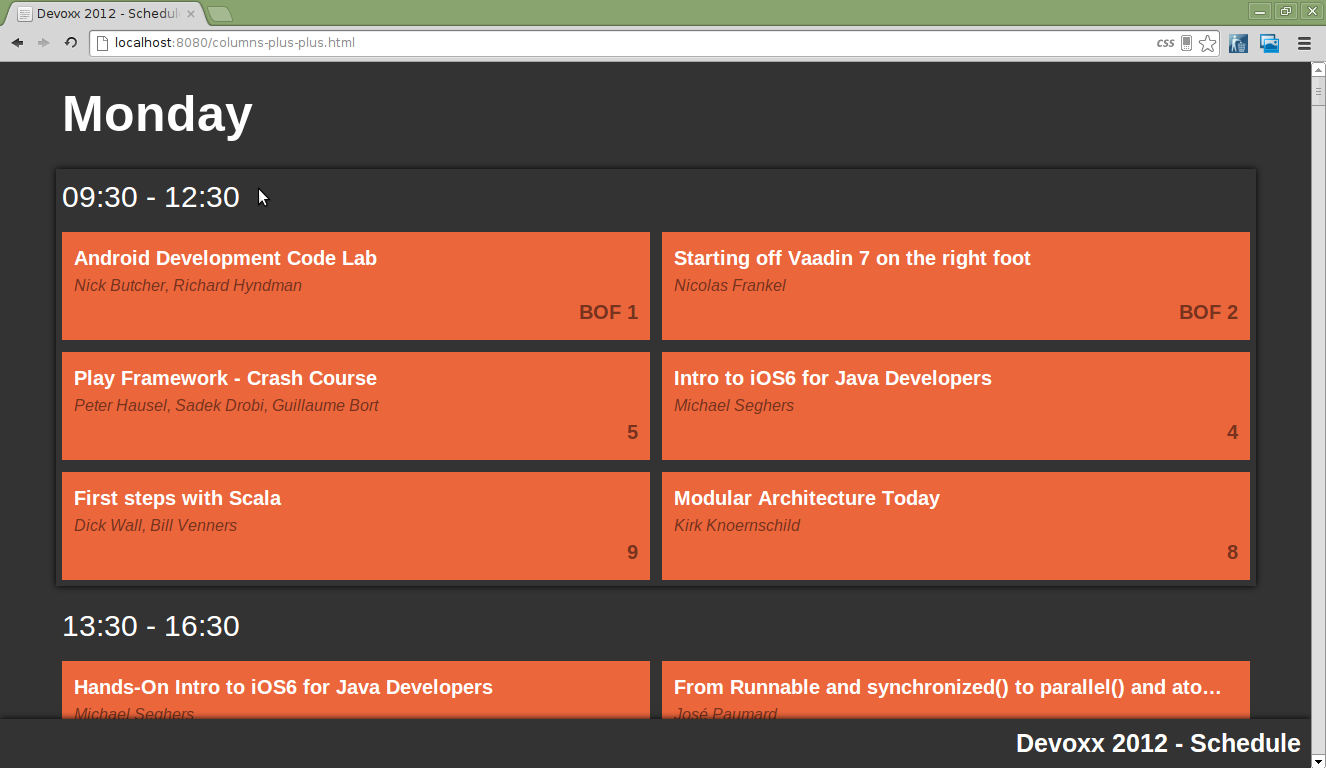 Devoxx 2012 - Schedul
localhost:8080/columns-plus-plus.html
CSS
Monday
09:30 - 12:30
Android Development Code Lab
Nick Butcher, Richard Hyndman
BOF 1
Starting off Vaadin 7 on the right foot
Nicolas Frankel
BOF 2
Play Framework - Crash Course
Peter Hausel, Sadek Drobi, Guillaume Bort
5
Intro to iOS6 for Java Developers
Michael Seghers
4
First steps with Scala
Dick Wall, Bill Venners
9
Modular Architecture Today
Kirk Knoernschild
8
13:30 - 16:30
Hands-On Intro to iOS6 for Java Developers
Michael Seghers
From Runnable and synchronized() to parallel() and ato…
José Paumard
Devoxx 2012 - Schedule